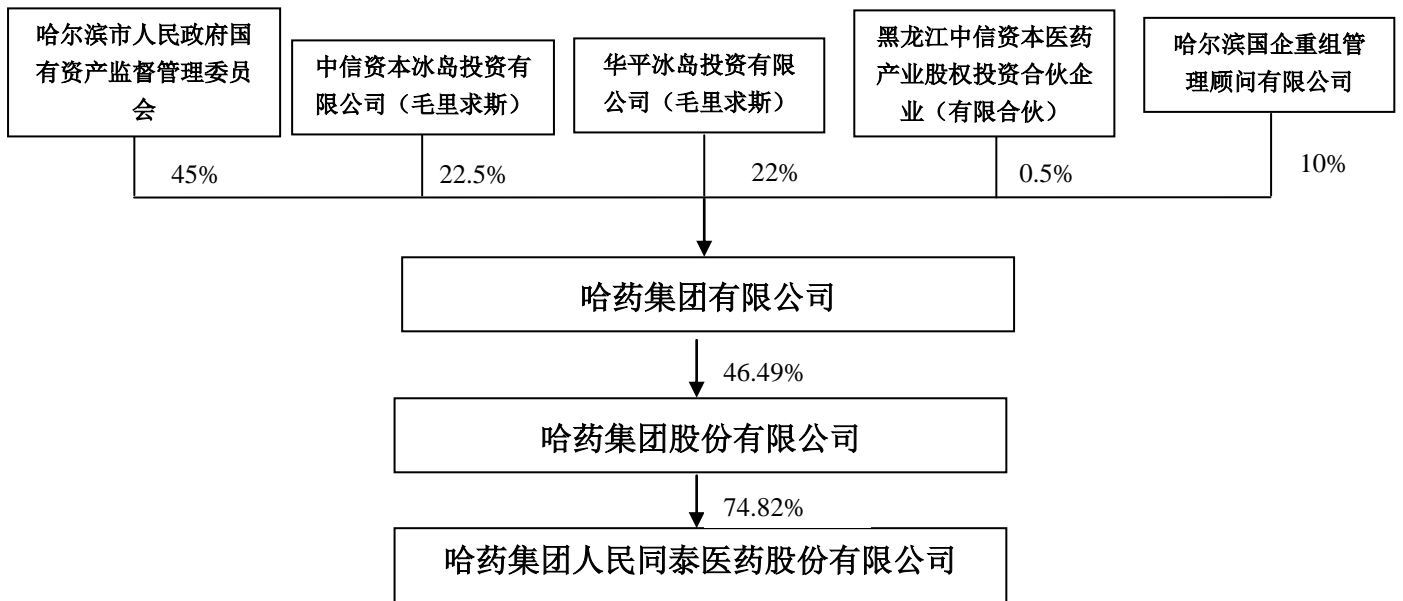 哈尔滨市人民政府国
有资产监督管理委员
会
中信资本冰岛投资有
限公司（毛里求斯）
华平冰岛投资有限
公司（毛里求斯）
黑龙江中信资本医药
产业股权投资合伙企
业（有限合伙）
哈尔滨国企重组管
理顾问有限公司
45%
22.5%
22%
0.5%
10%
哈药集团有限公司
46.49%
哈药集团股份有限公司
74.82%
哈药集团人民同泰医药股份有限公司